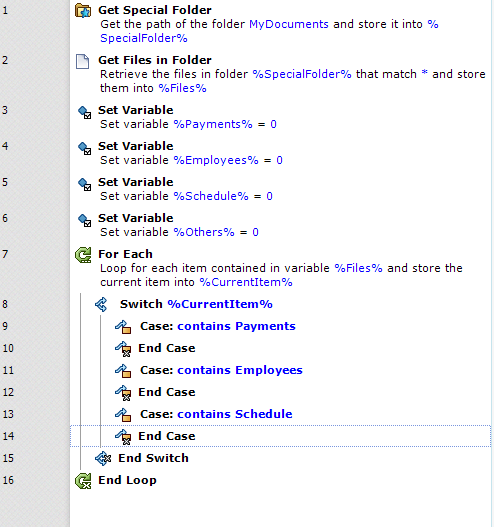 1 Get Special Folder
Get the path of the folder MyDocuments and store it into %
SpecialFolder%
2 Get Files in Folder
Retrieve the files in folder %SpecialFolder% that match * and store
them into %Files%
3 Set Variable
Set variable %Payments% = 0
4 Set Variable
Set variable %Employees% = 0
5 Set Variable
Set variable %Schedule% = 0
6 Set Variable
Set variable %Others% = 0
7 For Each
Loop for each item contained in variable %Files% and store the
current item into %CurrentItem%
8 Switch %CurrentItem%
9 Case: contains Payments
10 End Case
11 Case: contains Employees
12 End Case
13 Case: contains Schedule
14 End Case
15 End Switch
16 End Loop